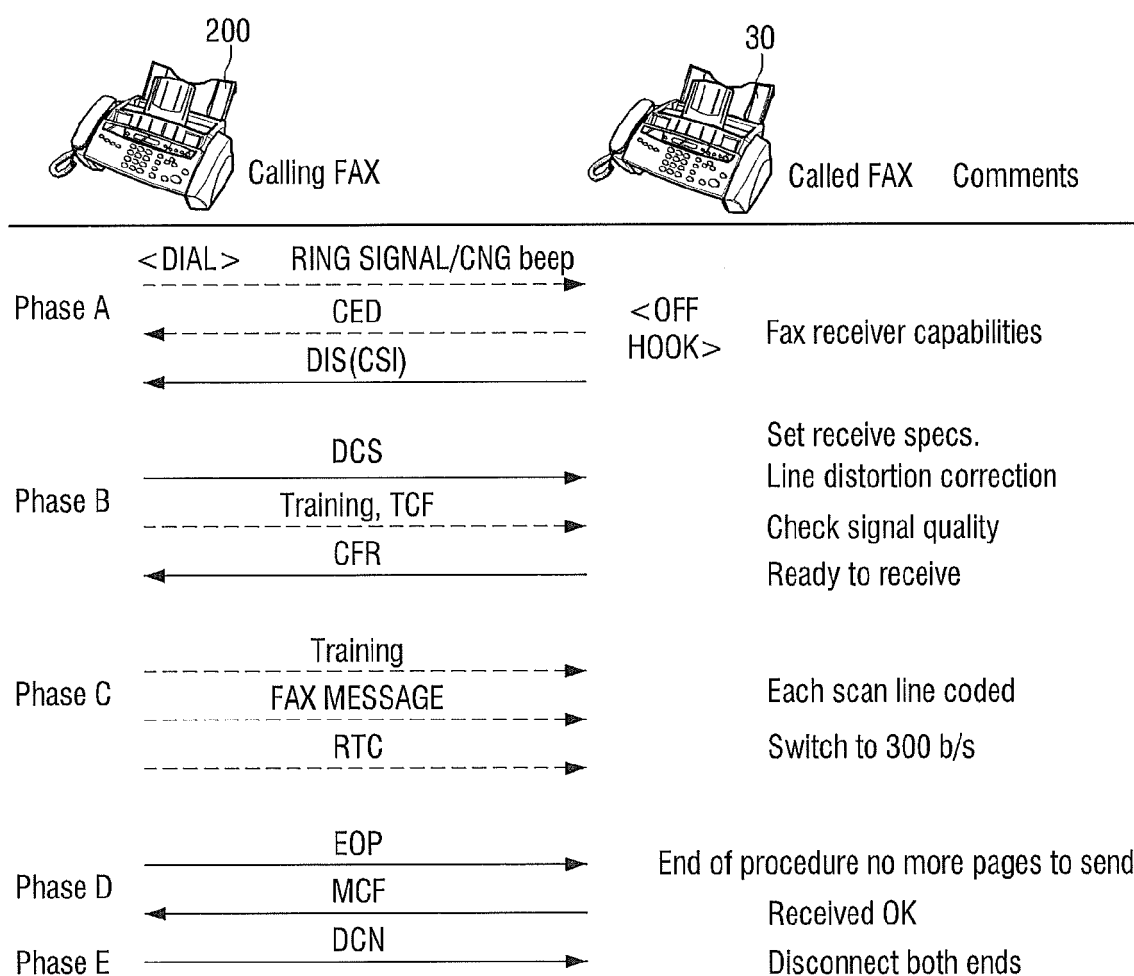 200
30
Calling FAX
Called FAX Comments
<DIAL> RING SIGNAL/CNG beep
Phase A
CED
<OFF
HOOK>
Fax receiver capabilities
DIS(CSI)
Set receive specs.
DCS
Line distortion correction
Phase B
Training, TCF
Check signal quality
CFR
Ready to receive
Training
Phase C
FAX MESSAGE
Each scan line coded
RTC
Switch to 300 b/s
EOP
End of procedure no more pages to send
Phase D
MCF
Received OK
DCN
Phase E
Disconnect both ends